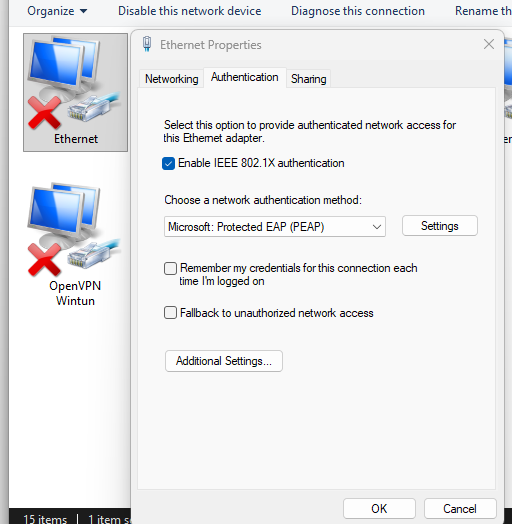 Organize Disable this network device Diagnose this connection Rename th
Ethernet Properties
Networking Authentication Sharing
Select this option to provide authenticated network access for
this Ethernet adapter.
Enable IEEE 802.1X authentication
Choose a network authentication method:
Microsoft: Protected EAP (PEAP) Settings
Remember my credentials for this connection each
time I'm logged on
Fallback to unauthorized network access
Additional Settings...
OK Cancel
Ethernet
OpenVPN
Wintun
15 items 1 item s